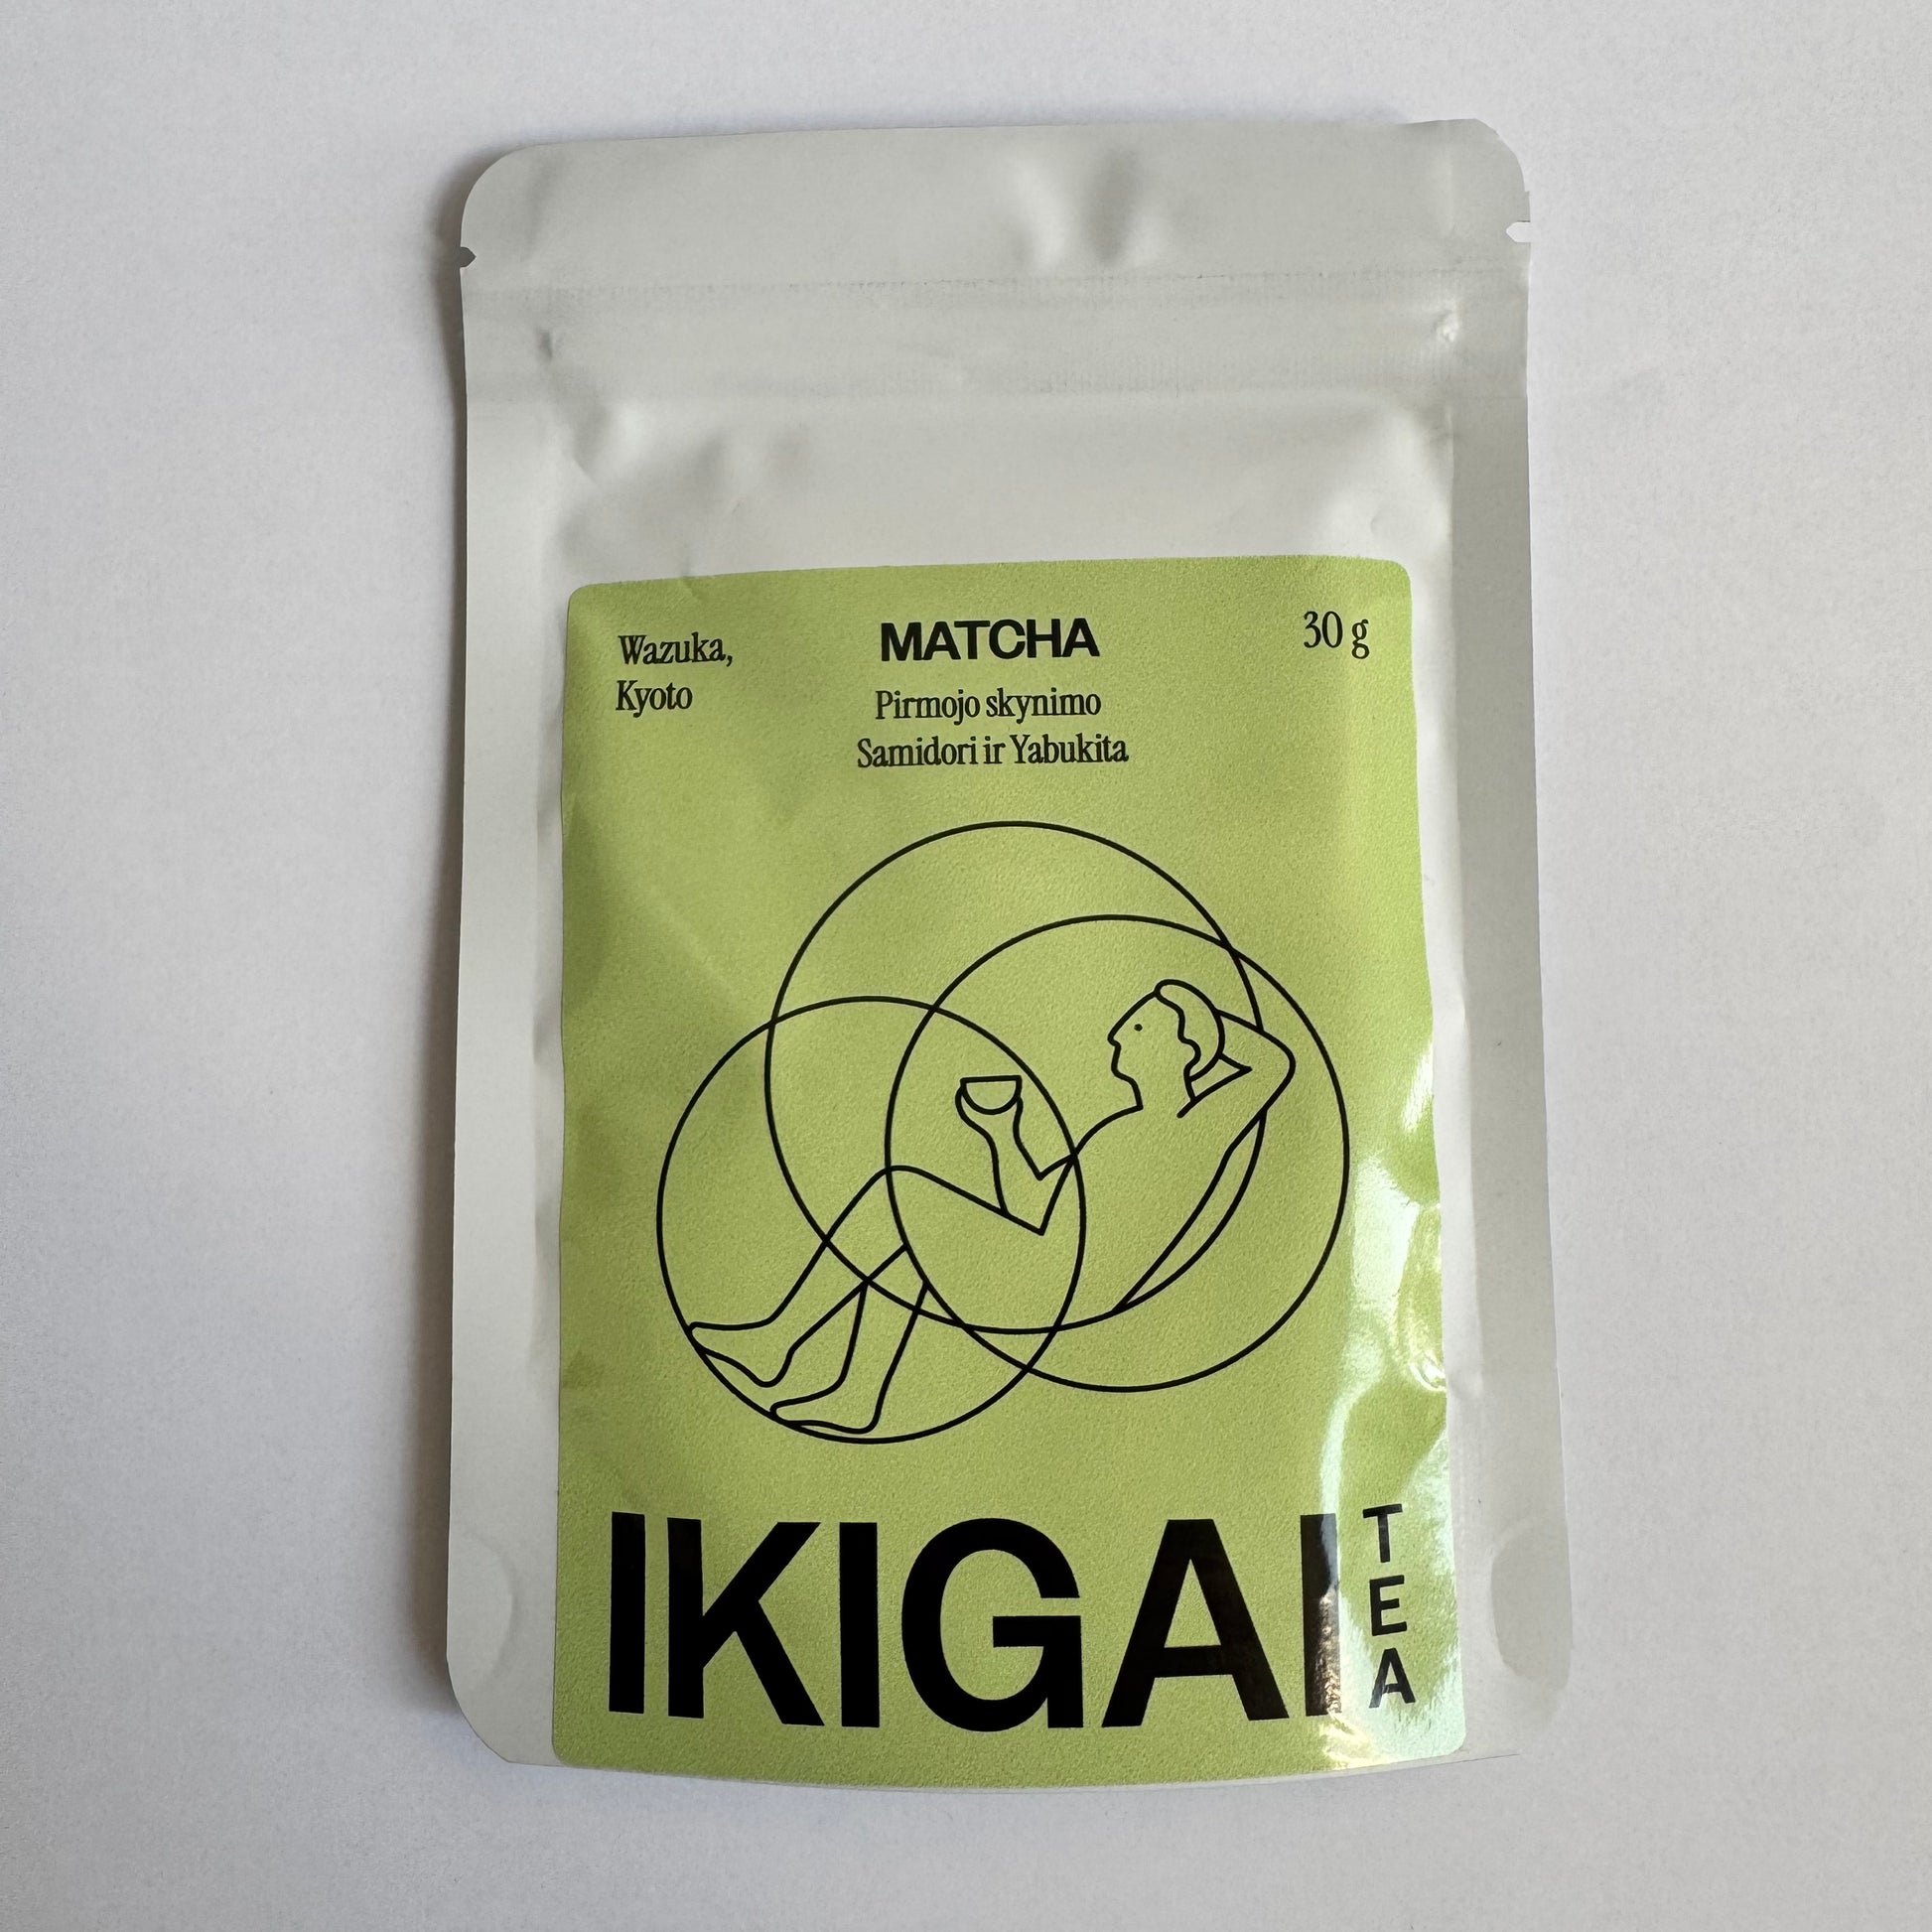 Wazuka,
Kyoto
MATCHA
Pirmojo skynimo
Samidori ir Yabukita
30 g
IKIGAI
TEA